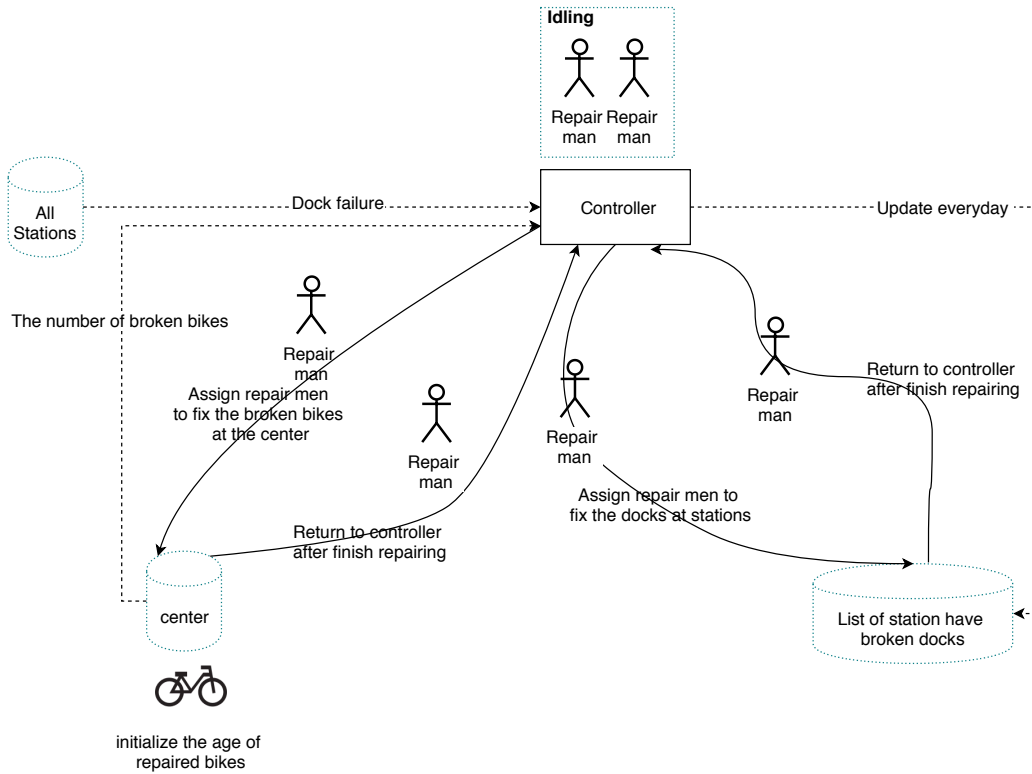 Idling
Repair Repair
man man
All
Stations
Dock failure
Controller
Update everyday
The number of broken bikes
Repair
man
Assign repair men
to fix the broken bikes
at the center
Repair
man
Repair
man
Repair
man
Return to controller
after finish repairing
Assign repair men to
fix the docks at stations
Return to controller
after finish repairing
center
List of station have
broken docks
initialize the age of
repaired bikes